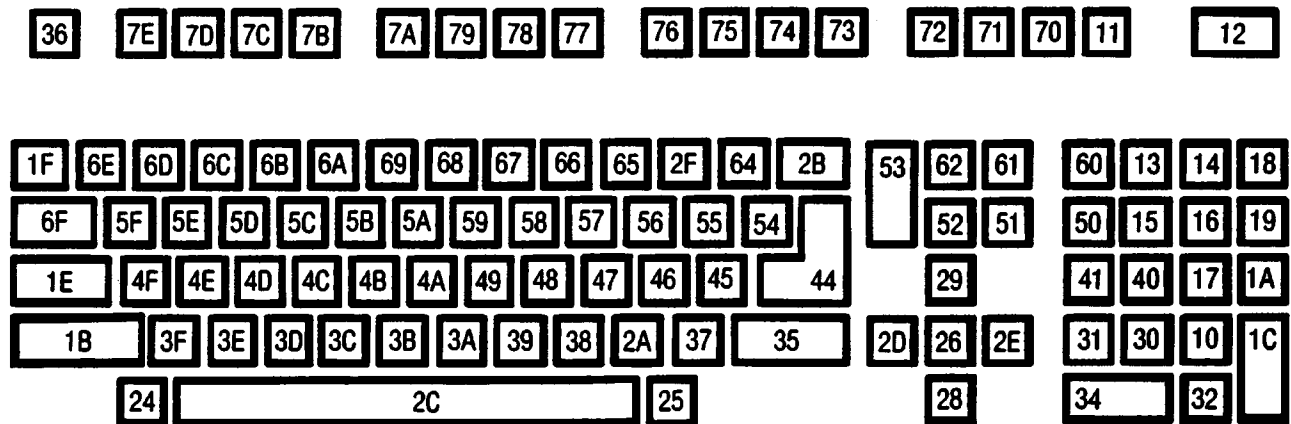 36 7E 7D 7C 7B 7A 79 78 77 76 75 74 73 72 71 70 11 12
1F 6E 6D 6C 6B 6A 69 68 67 66 65 2F 64 2B 53 62 61 60 13 14 18
6F 5F 5E 5D 5C 5B 5A 59 58 57 56 55 54 52 51 50 15 16 19
1E 4F 4E 4D 4C 4B 4A 49 48 47 46 45 44 29 41 40 17 1A
1B 3F 3E 3D 3C 3B 3A 39 38 2A 37 35 2D 26 2E 31 30 10 1C
24 2C 25 28 34 32